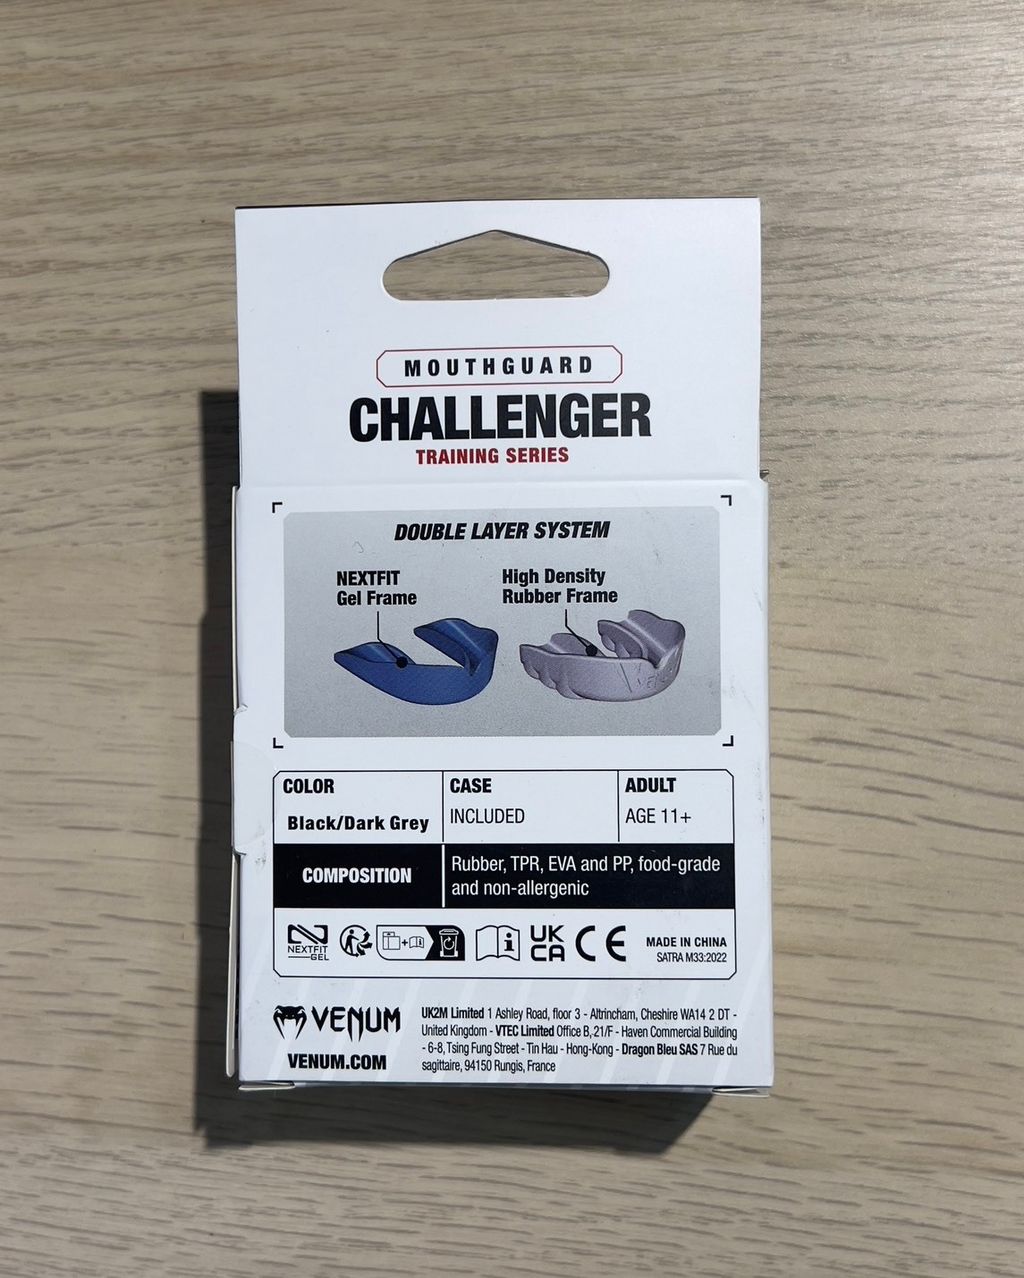 MOUTHGUARD
CHALLENGER
TRAINING SERIES
DOUBLE LAYER SYSTEM
NEXTFIT
Gel Frame
High Density
Rubber Frame
COLOR
Black/Dark Grey
CASE
INCLUDED
ADULT
AGE 11+
COMPOSITION
Rubber, TPR, EVA and PP, food-grade
and non-allergenic
NEXTFIT
GEL
UK
CA
CE
MADE IN CHINA
SATRA M33:2022
VENUM
VENUM.COM
UK2M Limited 1 Ashley Road, floor 3 - Altrincham, Cheshire WA14 2 DT -
United Kingdom - VTEC Limited Office B, 21/F - Haven Commercial Building
- 6-8, Tsing Fung Street - Tin Hau - Hong-Kong - Dragon Bleu SAS 7 Rue du
sagittaire, 94150 Rungis, France